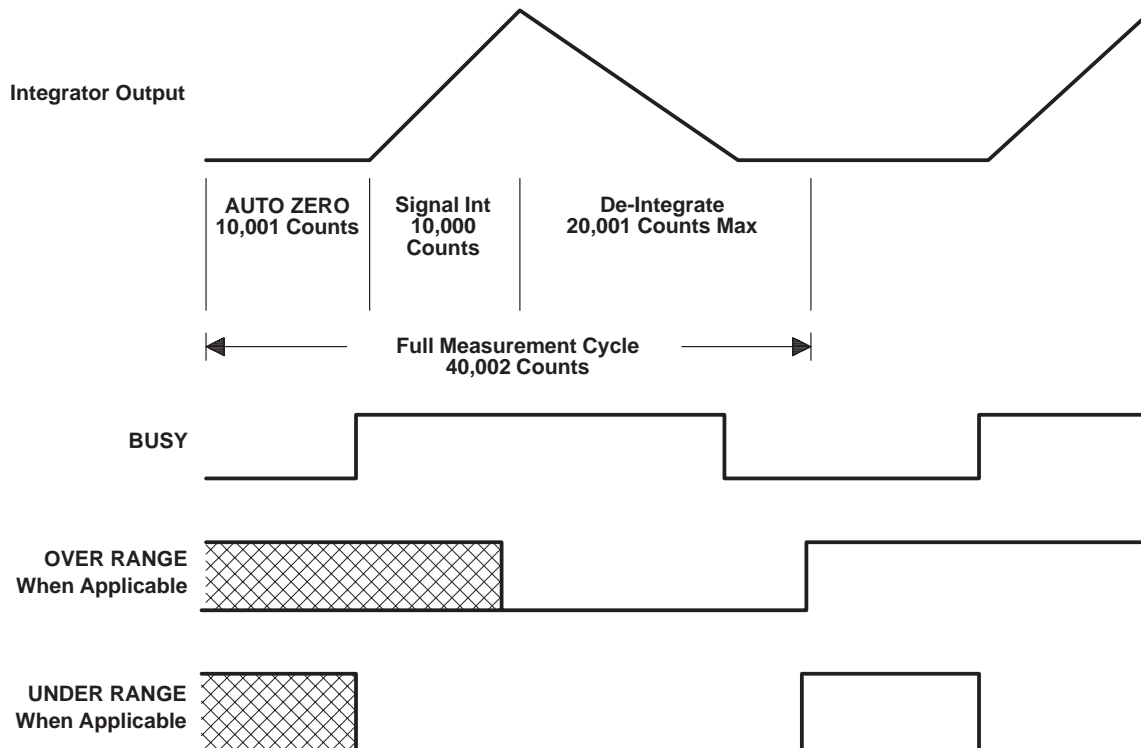 Integrator Output
AUTO ZERO
10,001 Counts
Signal Int
10,000
Counts
De-Integrate
20,001 Counts Max
Full Measurement Cycle
40,002 Counts
BUSY
OVER RANGE
When Applicable
UNDER RANGE
When Applicable